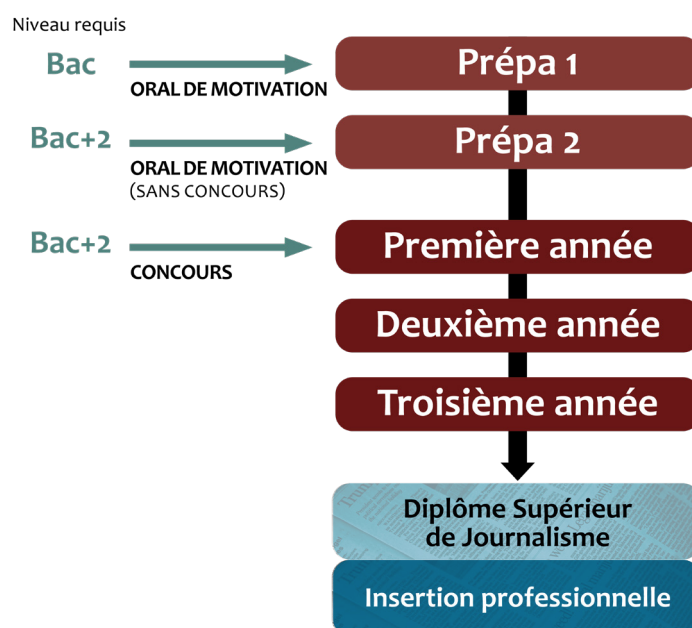 Niveau requis
Bac
ORAL DE MOTIVATION
Prépa 1
Bac+2
ORAL DE MOTIVATION
(SANS CONCOURS)
Prépa 2
Bac+2
CONCOURS
Première année
Deuxième année
Troisième année
Diplôme Supérieur
de Journalisme
Insertion professionnelle